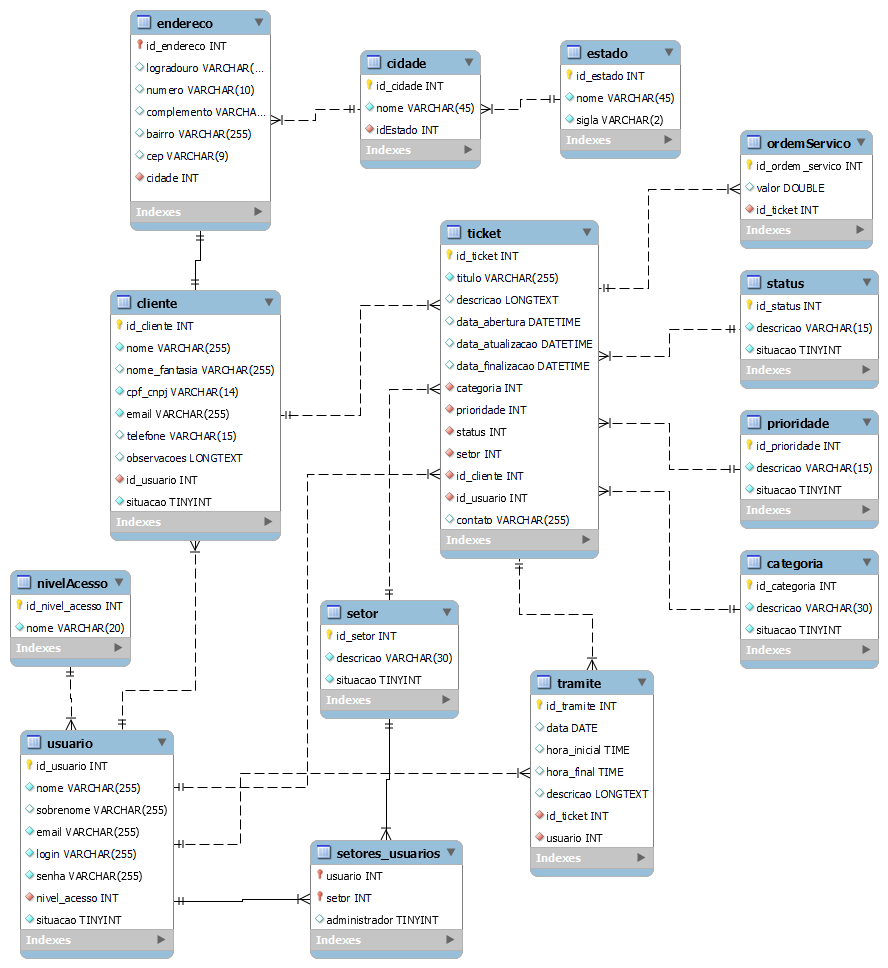 endereco
id_endereco INT
logradouro VARCHAR(...
numero VARCHAR(10)
complemento VARCHA...
bairro VARCHAR(255)
cep VARCHAR(9)
cidade INT
Indexes
cidade
id_cidade INT
nome VARCHAR(45)
idEstado INT
Indexes
estado
id_estado INT
nome VARCHAR(45)
sigla VARCHAR(2)
Indexes
ordemServico
id_ordem_servico INT
valor DOUBLE
id_ticket INT
Indexes
ticket
id_ticket INT
titulo VARCHAR(255)
descricao LONGTEXT
data_abertura DATETIME
data_atualizacao DATETIME
data_finalizacao DATETIME
categoria INT
prioridade INT
status INT
setor INT
id_cliente INT
id_usuario INT
contato VARCHAR(255)
Indexes
status
id_status INT
descricao VARCHAR(15)
situacao TINYINT
Indexes
cliente
id_cliente INT
nome VARCHAR(255)
nome_fantasia VARCHAR(255)
cpf_cnpj VARCHAR(14)
email VARCHAR(255)
telefone VARCHAR(15)
observacoes LONGTEXT
id_usuario INT
situacao TINYINT
Indexes
prioridade
id_prioridade INT
descricao VARCHAR(15)
situacao TINYINT
Indexes
categoria
id_categoria INT
descricao VARCHAR(30)
situacao TINYINT
Indexes
nivelAcesso
id_nivel_acesso INT
nome VARCHAR(20)
Indexes
setor
id_setor INT
descricao VARCHAR(30)
situacao TINYINT
Indexes
tramite
id_tramite INT
data DATE
hora_inicial TIME
hora_final TIME
descricao LONGTEXT
id_ticket INT
usuario INT
Indexes
usuario
id_usuario INT
nome VARCHAR(255)
sobrenome VARCHAR(255)
email VARCHAR(255)
login VARCHAR(255)
senha VARCHAR(255)
nivel_acesso INT
situacao TINYINT
Indexes
setores_usuarios
usuario INT
setor INT
administrador TINYINT
Indexes